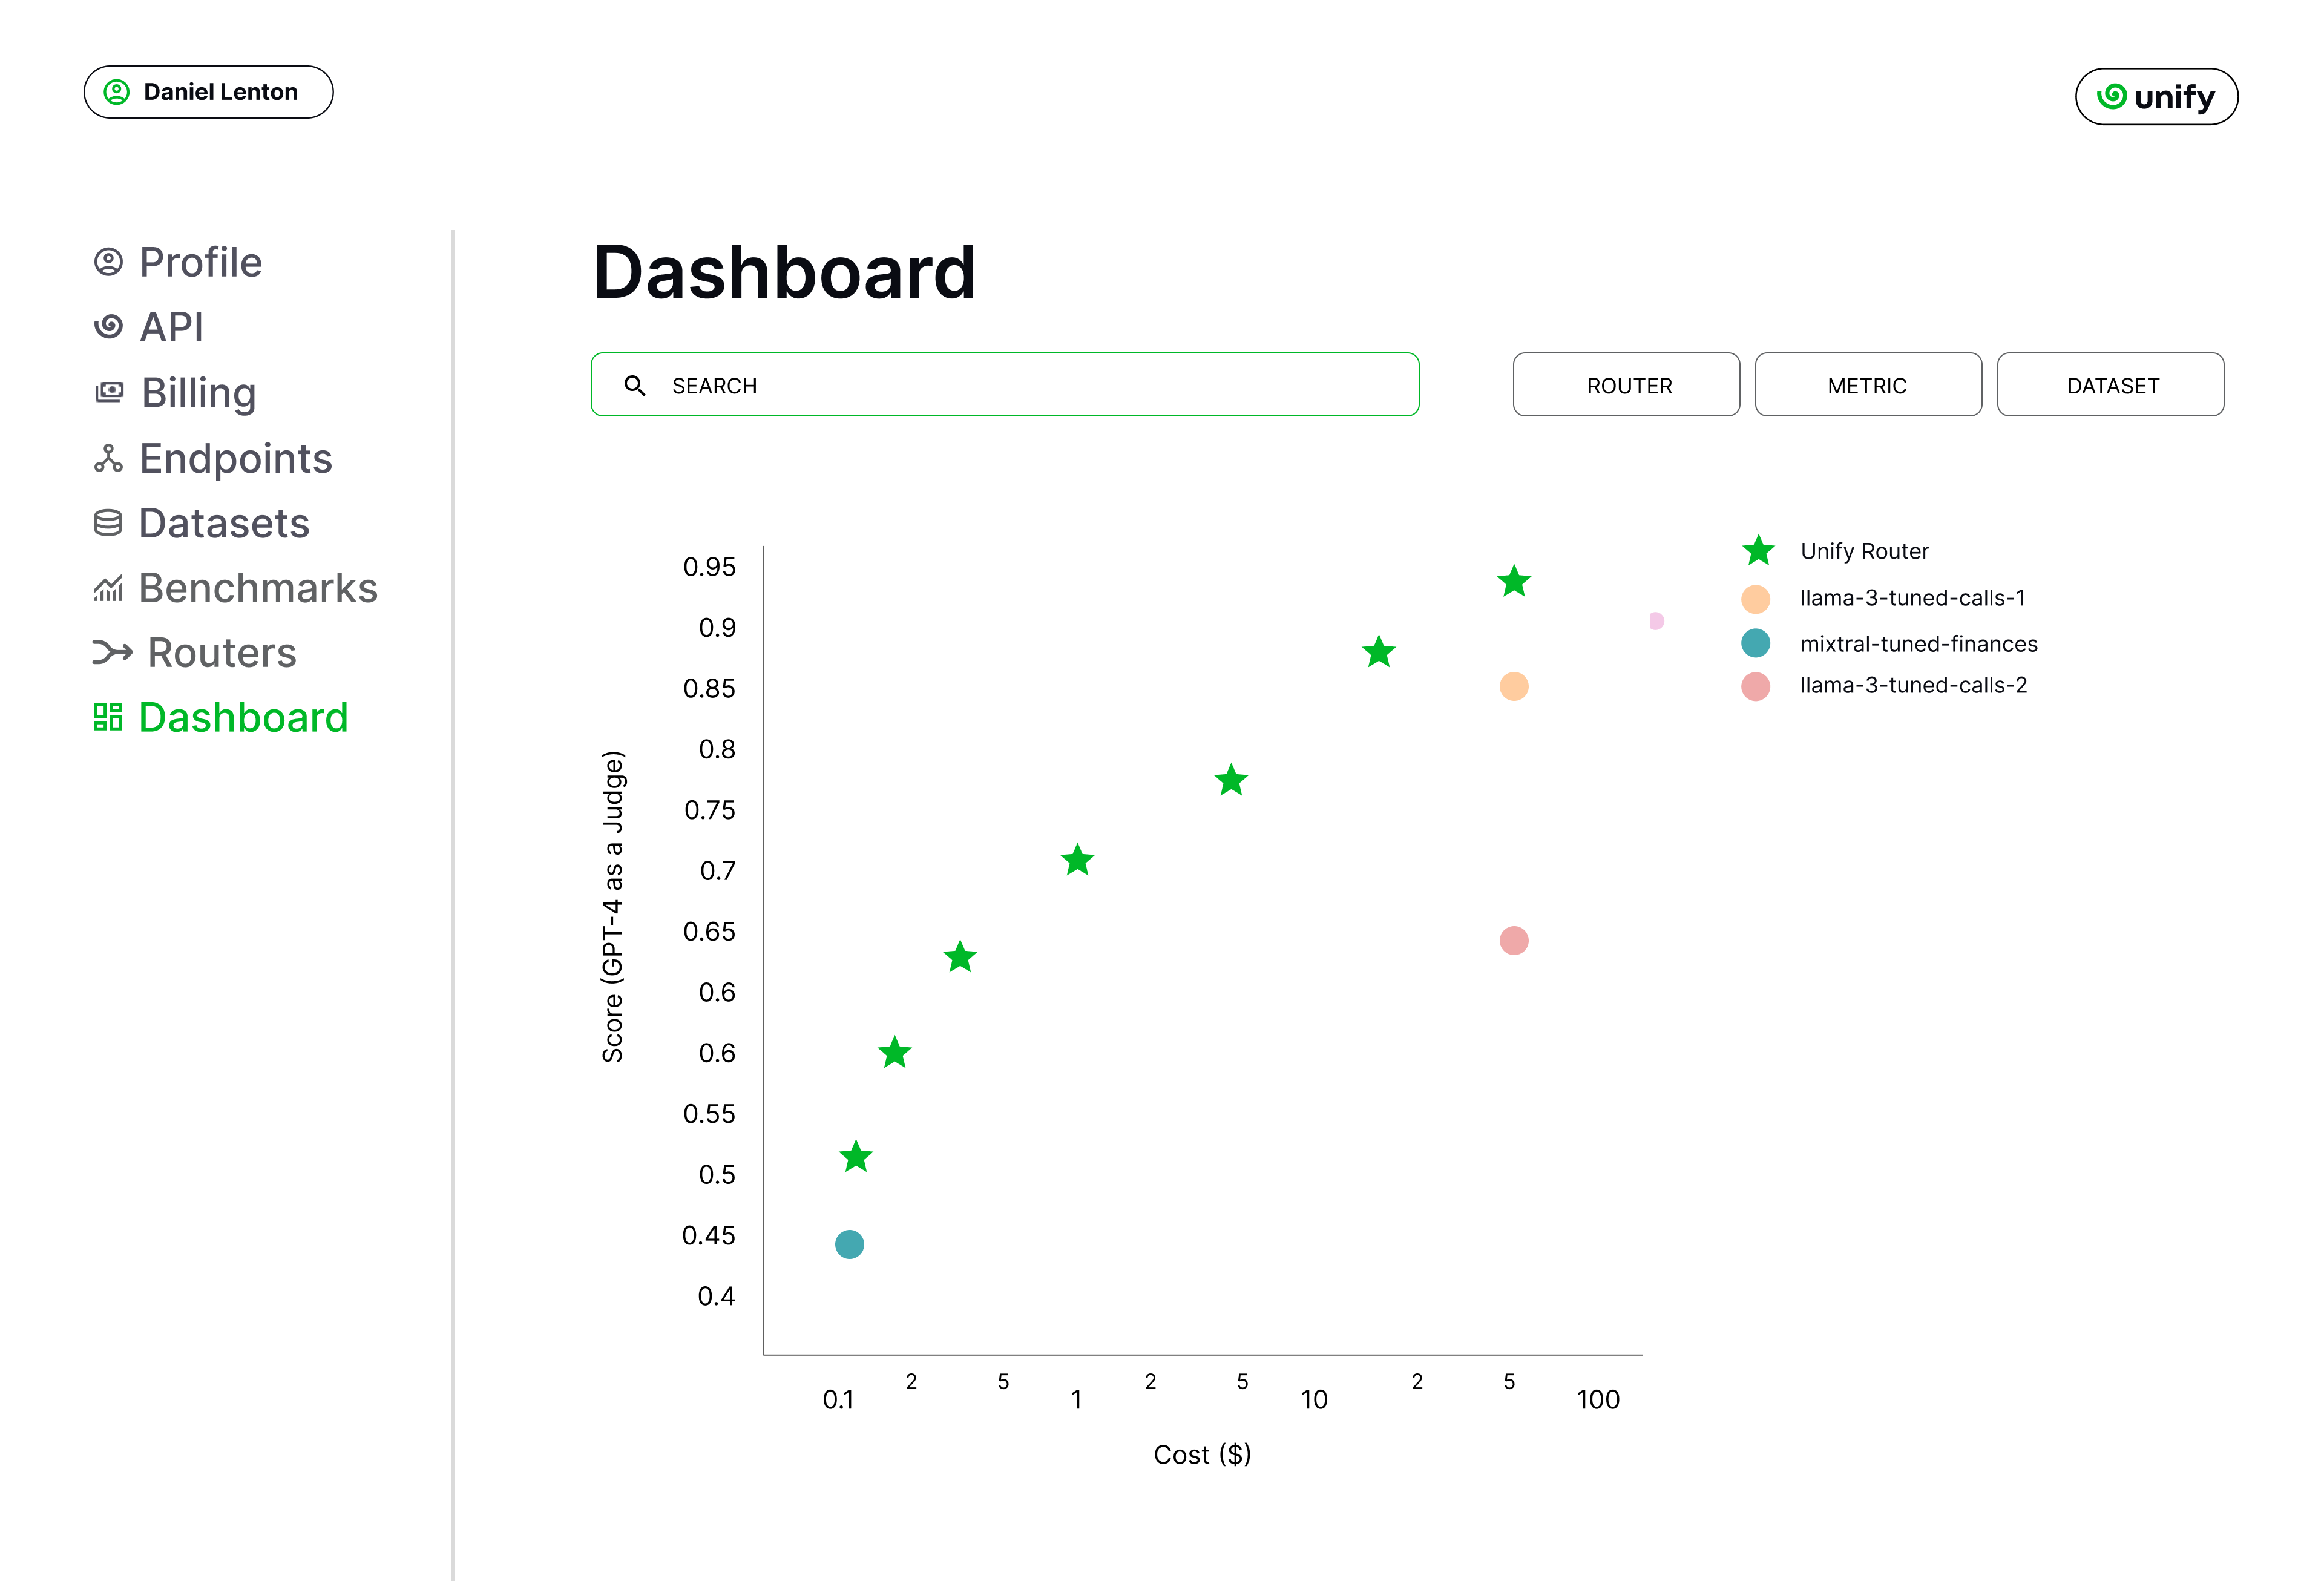 Daniel Lenton
unify
Profile
API
Billing
Endpoints
Datasets
Benchmarks
Routers
Dashboard
Dashboard
SEARCH
ROUTER
METRIC
DATASET
Unify Router
llama-3-tuned-calls-1
mixtral-tuned-finances
llama-3-tuned-calls-2
Score (GPT-4 as a Judge)
0.95
0.9
0.85
0.8
0.75
0.7
0.65
0.6
0.6
0.55
0.5
0.45
0.4
0.1
2
5
1
2
5
10
2
5
100
Cost ($)